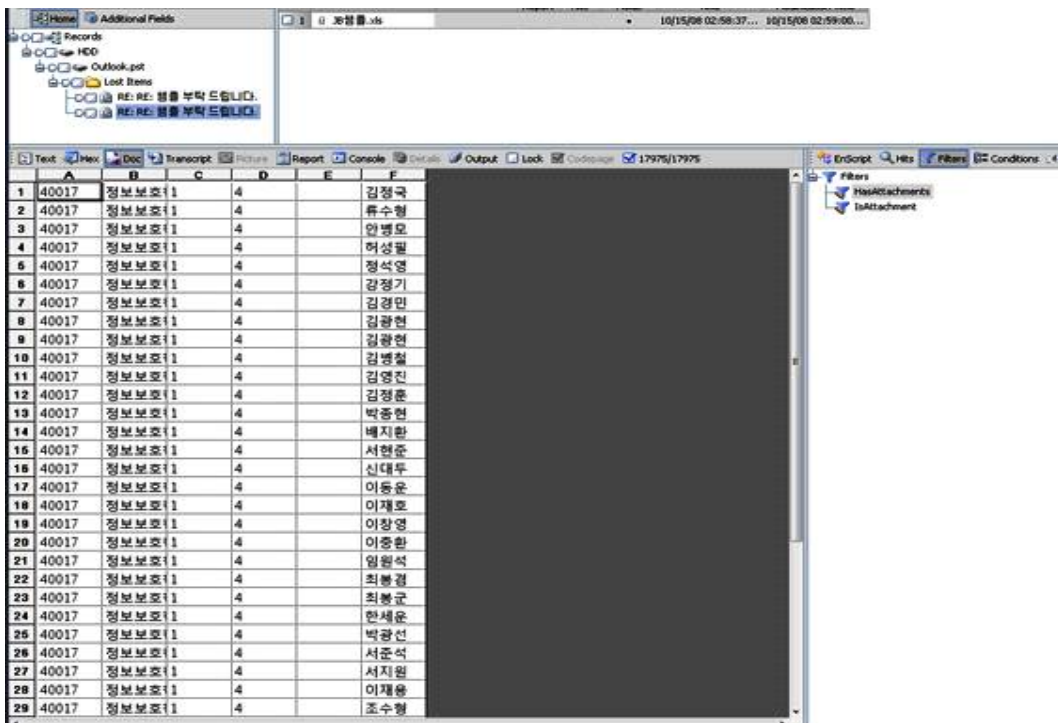 Home Additional Fields
Records
HDD
Outlook.pst
Lost Items
RE: RE: 샘플 부탁 드립니다.
RE: RE: 샘플 부탁 드립니다.
1 JB샘플.xls • 10/15/08 02:58:37... 10/15/08 02:59:00...
Text Hex Doc Transcript Picture Report Console Details Output Lock Codepage 17975/17975
A B C D E F
1 40017 정보보호 1 4 김정국
2 40017 정보보호 1 4 류수형
3 40017 정보보호 1 4 안병모
4 40017 정보보호 1 4 허성필
5 40017 정보보호 1 4 정석영
6 40017 정보보호 1 4 강정기
7 40017 정보보호 1 4 김경민
8 40017 정보보호 1 4 김광현
9 40017 정보보호 1 4 김광현
10 40017 정보보호 1 4 김병철
11 40017 정보보호 1 4 김영진
12 40017 정보보호 1 4 김정훈
13 40017 정보보호 1 4 박종현
14 40017 정보보호 1 4 배지환
15 40017 정보보호 1 4 서현준
16 40017 정보보호 1 4 신대두
17 40017 정보보호 1 4 이동운
18 40017 정보보호 1 4 이재호
19 40017 정보보호 1 4 이창영
20 40017 정보보호 1 4 이중환
21 40017 정보보호 1 4 임원석
22 40017 정보보호 1 4 최봉겸
23 40017 정보보호 1 4 최봉군
24 40017 정보보호 1 4 한세운
25 40017 정보보호 1 4 박광선
26 40017 정보보호 1 4 서준석
27 40017 정보보호 1 4 서지원
28 40017 정보보호 1 4 이재용
29 40017 정보보호 1 4 조수형
EnScript Hits Filters Conditions
Filters
HasAttachments
IsAttachment